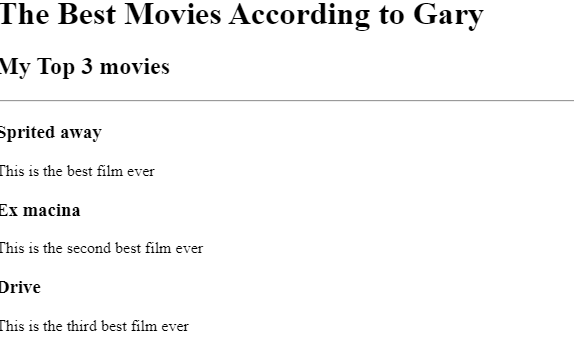 The Best Movies According to Gary
My Top 3 movies
Sprited away
This is the best film ever
Ex macina
This is the second best film ever
Drive
This is the third best film ever